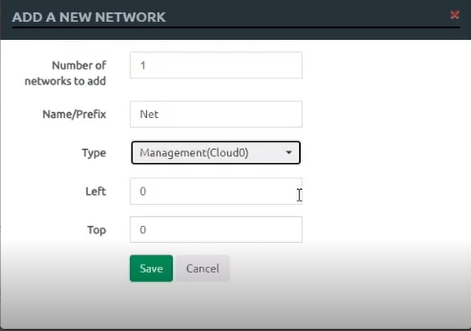 ADD A NEW NETWORK
Number of
networks to add
1
Name/Prefix
Net
Type
Management(Cloud0)
Left
0
Top
0
Save
Cancel